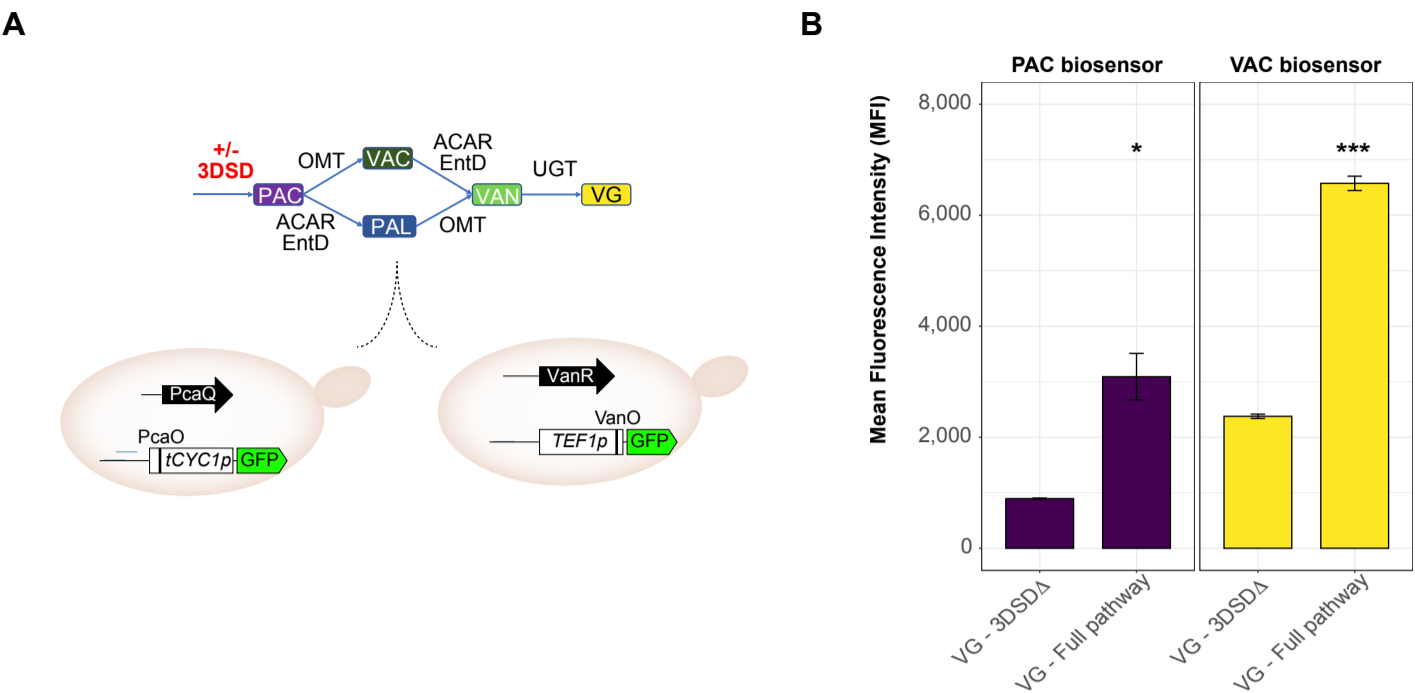 A
+/-
3DSD
OMT
VAC
ACAR
EntD
PAC
VAN
UGT
VG
ACAR
EntD
PAL
OMT
PcaQ
PcaO
tCYC1p
GFP
VanR
VanO
TEF1p
GFP
B
PAC biosensor
VAC biosensor
Mean Fluorescence Intensity (MFI)
8,000
6,000
4,000
2,000
0
*
***
VG - 3DSDΔ
VG - Full pathway
VG - 3DSDΔ
VG - Full pathway